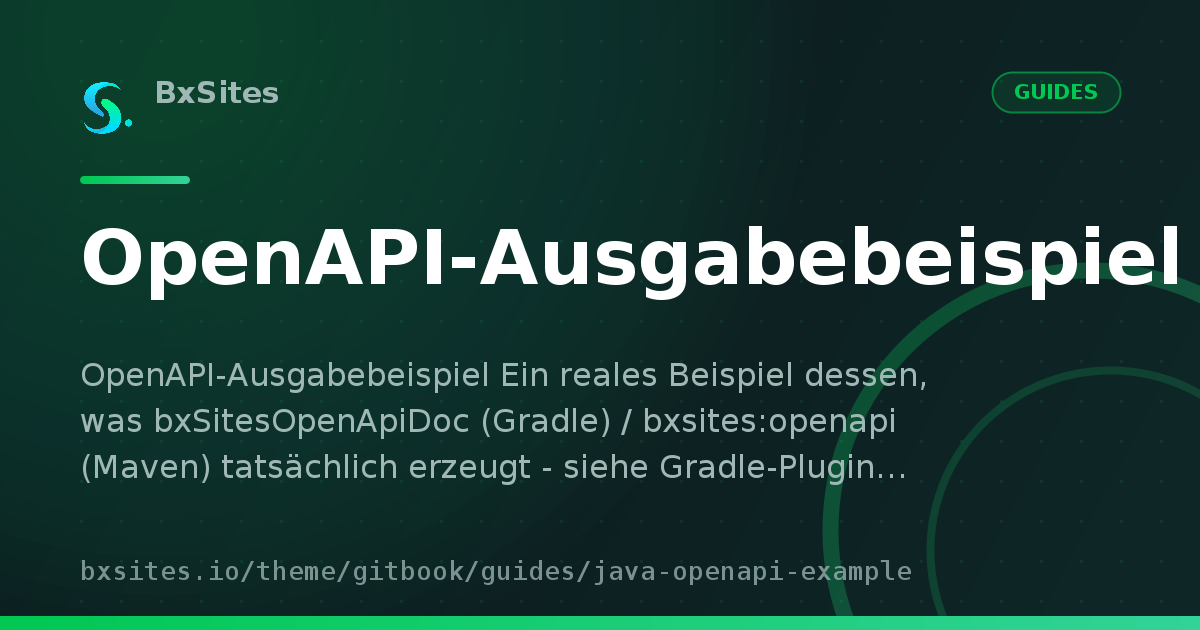 BxSites
GUIDES
OpenAPI-Ausgabebeispiel
OpenAPI-Ausgabebeispiel Ein reales Beispiel dessen,
was bxSitesOpenApiDoc (Gradle) / bxsites:openapi
(Maven) tatsächlich erzeugt - siehe Gradle-Plugin...
bxsites.io/theme/gitbook/guides/java-openapi-example